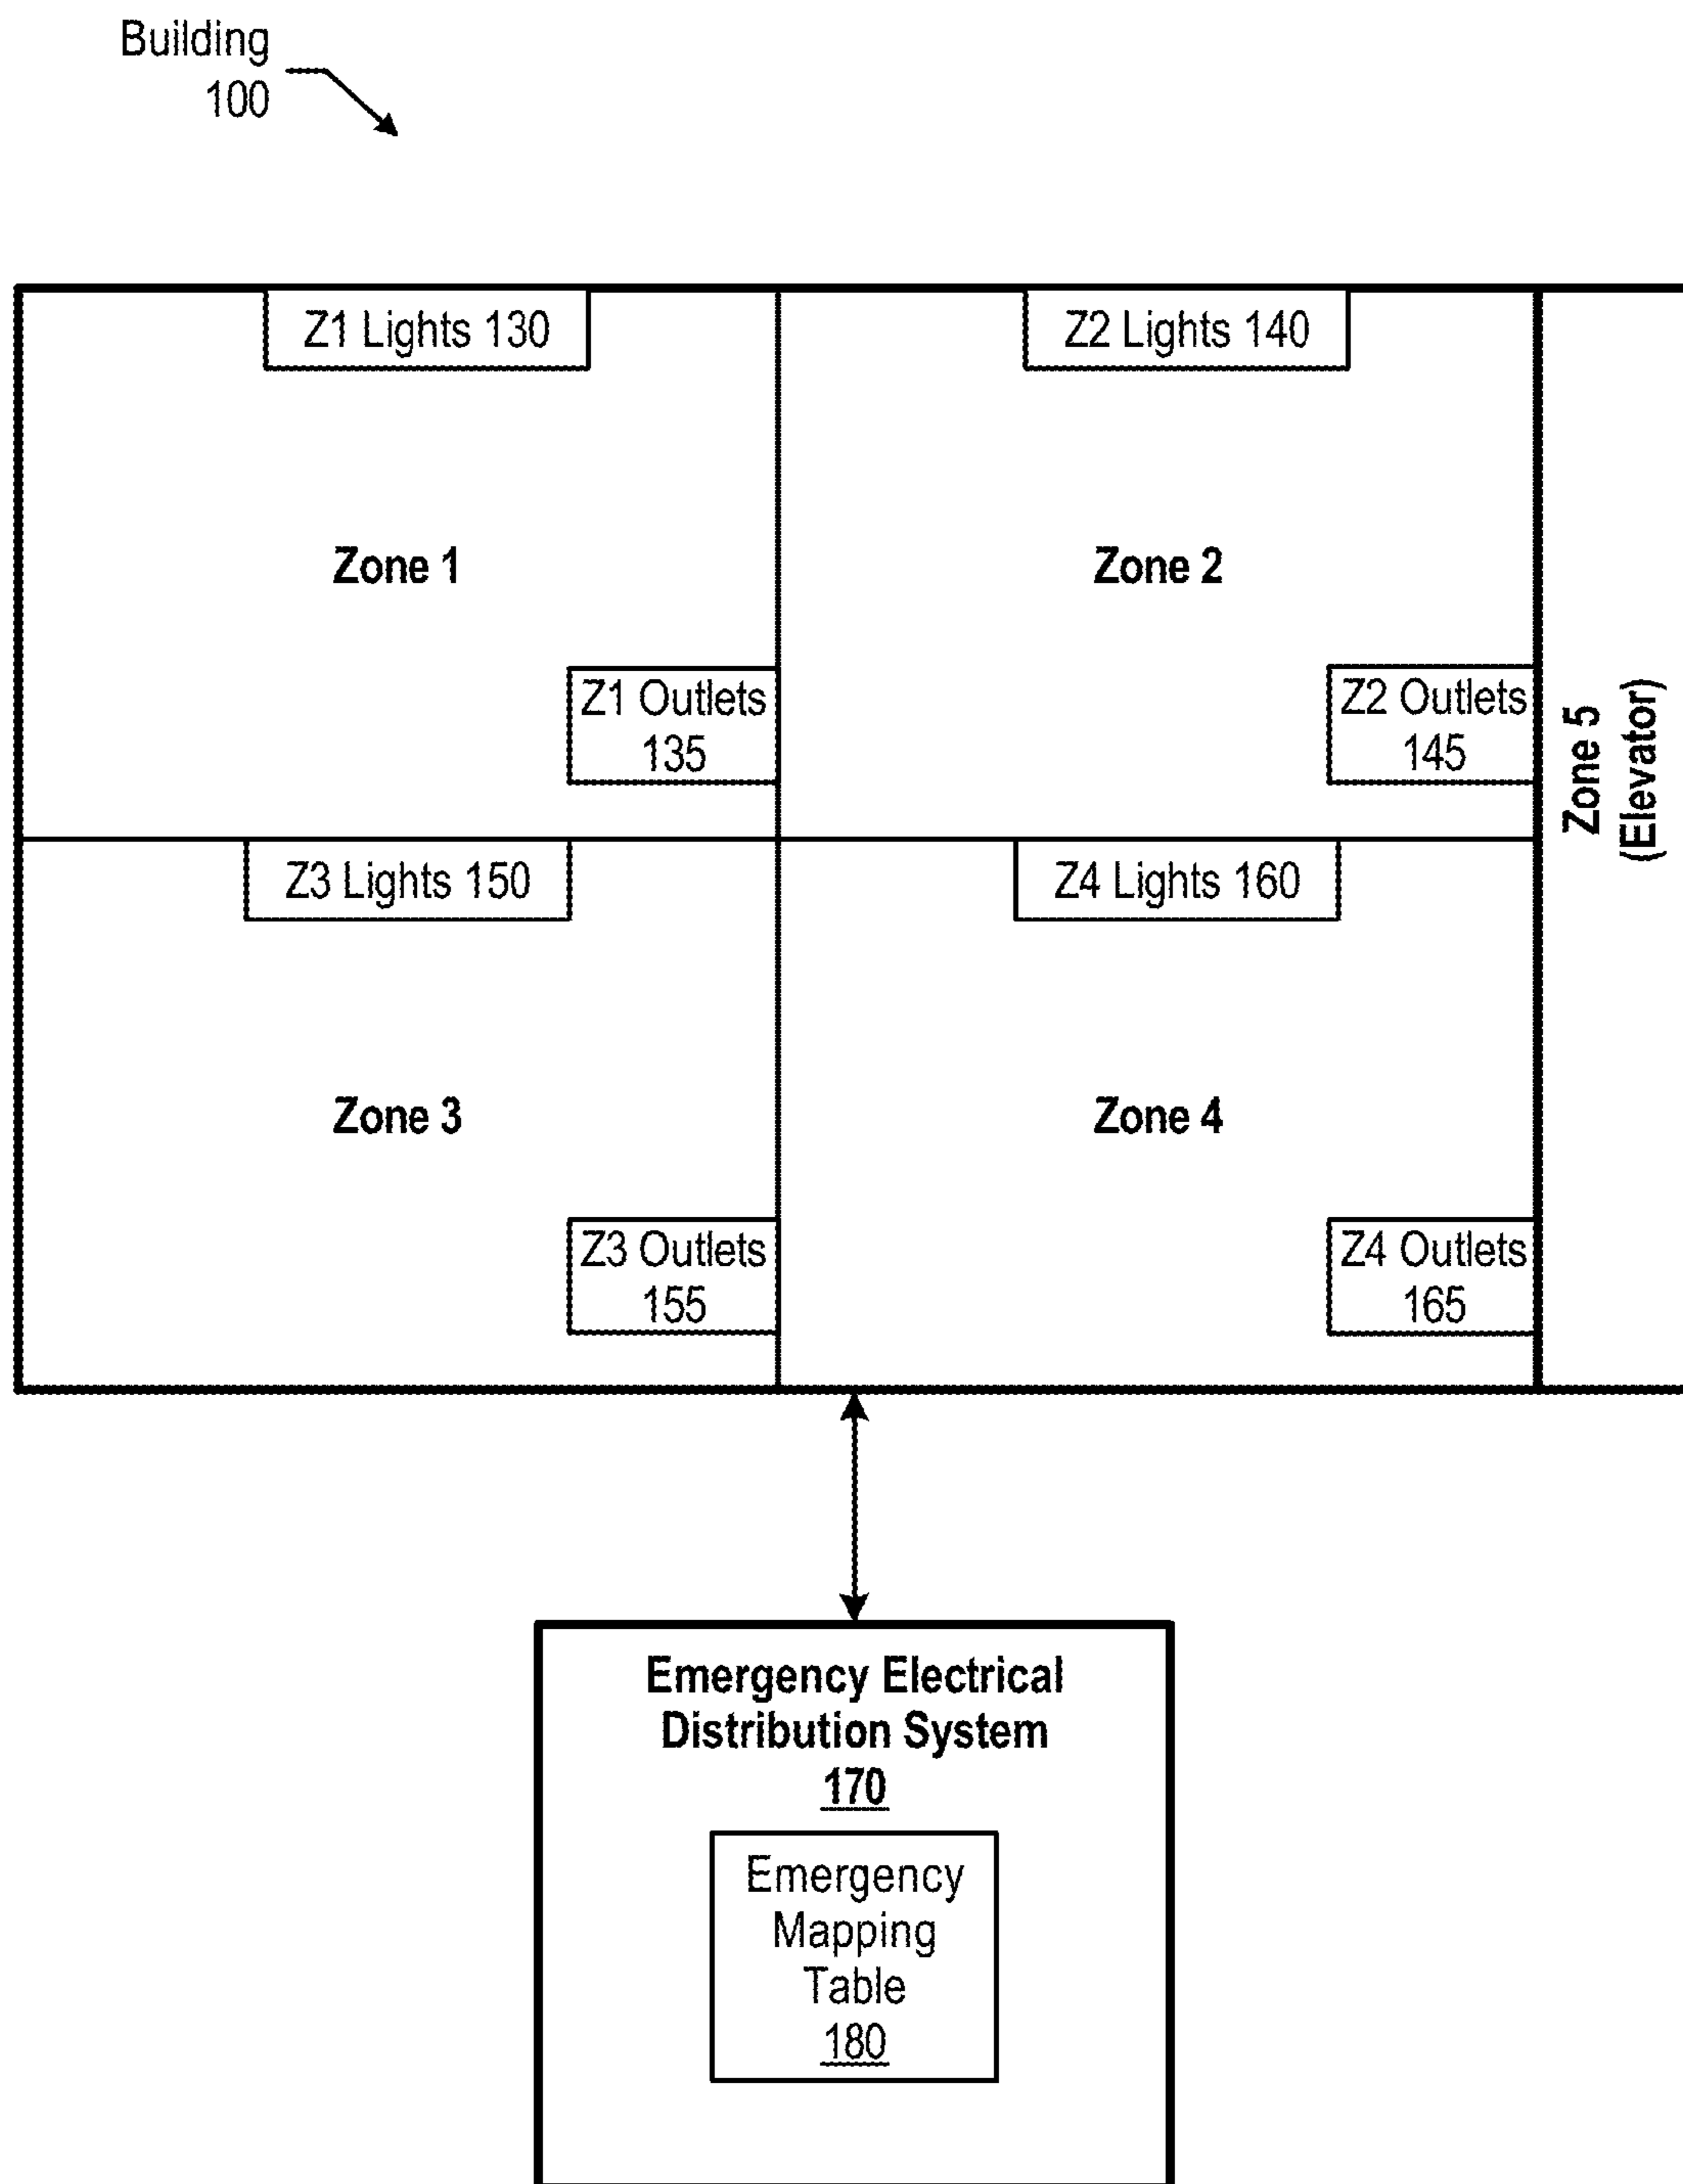 Building
100
Z1 Lights 130
Z2 Lights 140
Zone 1
Zone 2
Z1 Outlets
135
Z2 Outlets
145
Zone 5
(Elevator)
Z3 Lights 150
Z4 Lights 160
Zone 3
Zone 4
Z3 Outlets
155
Z4 Outlets
165
Emergency Electrical
Distribution System
170
Emergency
Mapping
Table
180